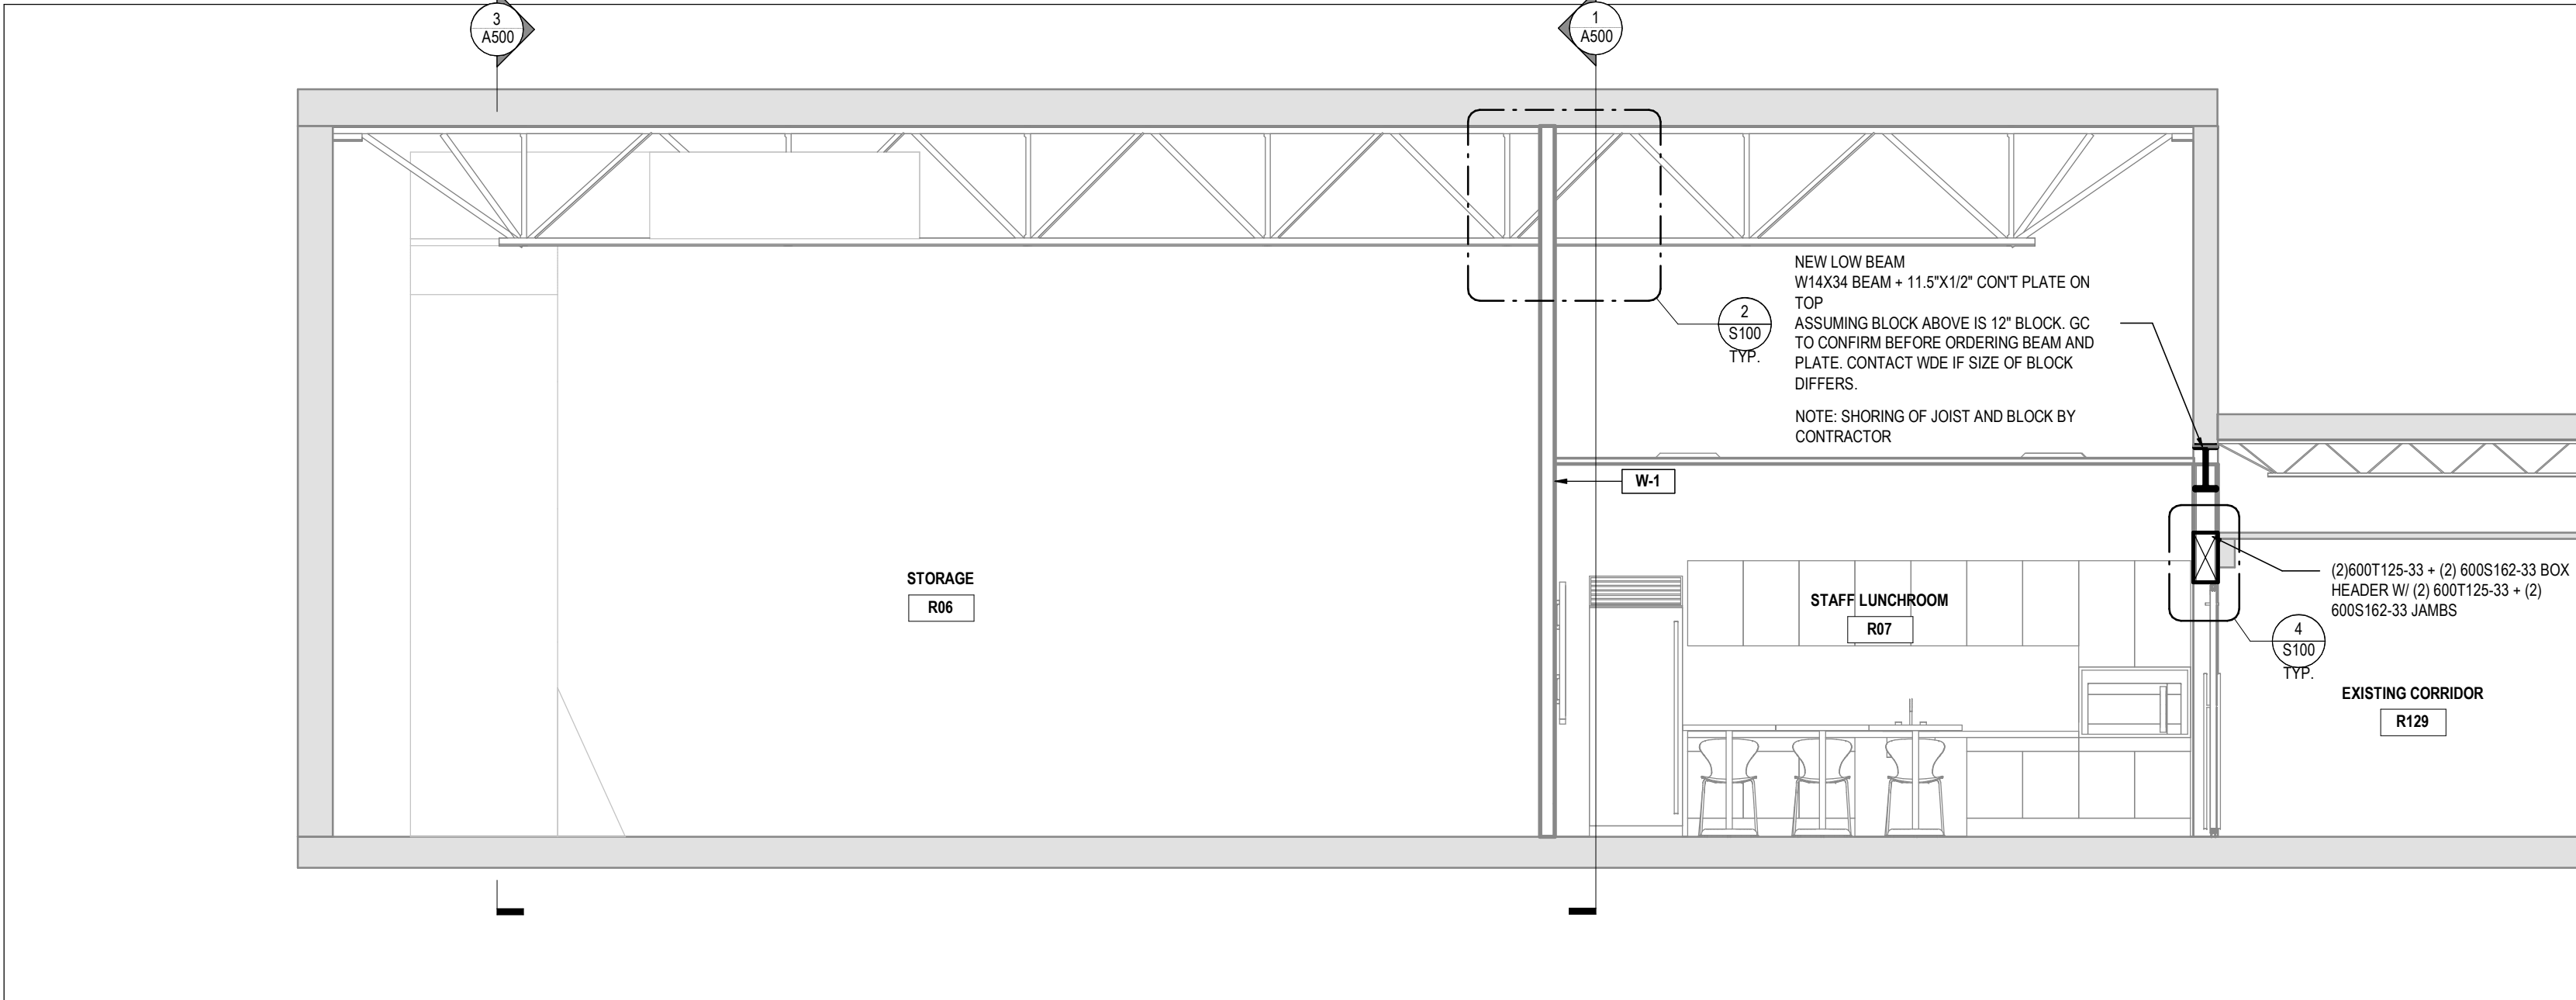 3
A500
1
A500
NEW LOW BEAM
W14X34 BEAM + 11.5"X1/2" CON'T PLATE ON
TOP
ASSUMING BLOCK ABOVE IS 12" BLOCK. GC
TO CONFIRM BEFORE ORDERING BEAM AND
PLATE. CONTACT WDE IF SIZE OF BLOCK
DIFFERS.
NOTE: SHORING OF JOIST AND BLOCK BY
CONTRACTOR
2
S100
TYP.
W-1
STORAGE
R06
STAFF LUNCHROOM
R07
(2)600T125-33 + (2) 600S162-33 BOX
HEADER W/ (2) 600T125-33 + (2)
600S162-33 JAMBS
4
S100
TYP.
EXISTING CORRIDOR
R129